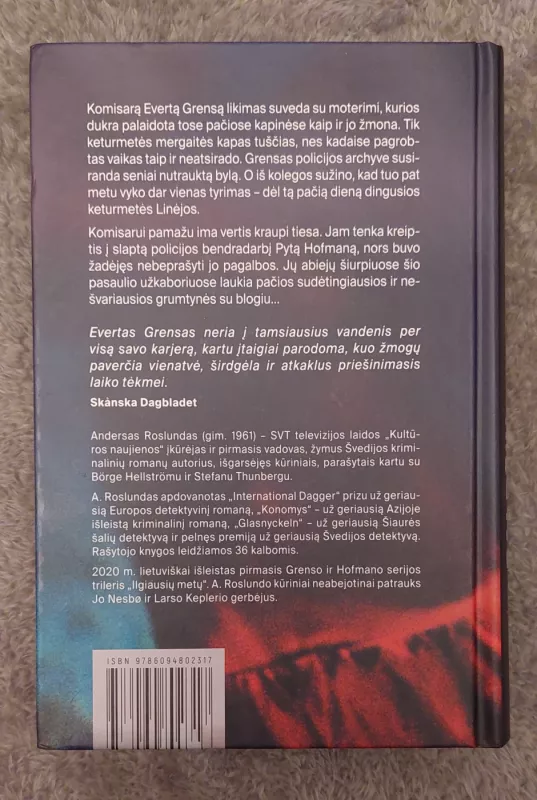 Komisarą Evertą Grensą likimas suveda su moterimi, kurios
dukra palaidota tose pačiose kapinėse kaip ir jo žmona. Tik
keturmetės mergaitės kapas tuščias, nes kadaise pagrob-
tas vaikas taip ir neatsirado. Grensas policijos archyve susi-
randa seniai nutrauktą bylą. O iš kolegos sužino, kad tuo pat
metu vyko dar vienas tyrimas – dėl tą pačią dieną dingusios
keturmetės Linėjos.
Komisarui pamažu ima vertis kraupi tiesa. Jam tenka kreip-
tis į slaptą policijos bendradarbį Pytą Hofmaną, nors buvo
žadėjęs nebeprašyti jo pagalbos. Jų abiejų šiurpiuose šio
pasaulio užkaboriuose laukia pačios sudėtingiausios ir ne-
švariausios grumtynės su blogiu...
Evertas Grensas neria į tamsiausius vandenis per
visą savo karjerą, kartu įtaigiai parodoma, kuo žmogų
paverčia vienatvė, širdgėla ir atkaklus priešinimasis
laiko tėkmei.
Skånska Dagbladet
Andersas Roslundas (gim. 1961) – SVT televizijos laidos „Kultū-
ros naujienos“ įkūrėjas ir pirmasis vadovas, žymus Švedijos krimi-
nalinių romanų autorius, išgarsėjęs kūriniais, parašytais kartu su
Börge Hellströmu ir Stefanu Thunbergu.
A. Roslundas apdovanotas „International Dagger“ prizu už geriau-
sią Europos detektyvinį romaną, „Konomys“ – už geriausią Azijoje
išleistą kriminalinį romaną, „Glasnyckeln“ – už geriausią Šiaurės
šalių detektyvą ir pelnęs premiją už geriausią Švedijos detektyvą.
Rašytojo knygos leidžiamos 36 kalbomis.
2020 m. lietuviškai išleistas pirmasis Grenso ir Hofmano serijos
trileris „Ilgiausių metų“. A. Roslundo kūriniai neabejotinai patrauks
Jo Nesbø ir Larso Keplerio gerbėjus.
ISBN 9786094802317